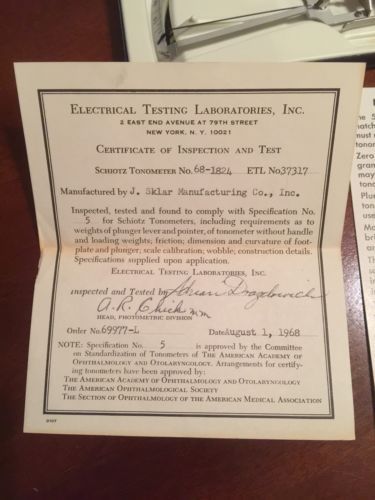 ELECTRICAL TESTING LABORATORIES, INC.
2 EAST END AVENUE AT 79TH STREET
NEW YORK, N. Y. 10021
CERTIFICATE OF INSPECTION AND TEST
SCHIOTZ TONOMETER NO. 68-1824 ETL NO 37317
Manufactured by J. Sklar Manufacturing Co., Inc.
Inspected, tested and found to comply with Specification No.
5 for Schiotz Tonometers, including requirements as to
weights of plunger lever and pointer, of tonometer without handle
and loading weights; friction; dimension and curvature of foot-
plate and plunger; scale calibration; wobble; construction details.
Specifications supplied upon application.
ELECTRICAL TESTING LABORATORIES, INC.
Inspected and Tested by Adrian
A. R. Chick mm
HEAD, PHOTOMETRIC DIVISION
Order No. 69977-L Date August 1, 1968
NOTE: Specification No. 5 is approved by the Committee
on Standardization of Tonometers of THE AMERICAN ACADEMY OF
OPHTHALMOLOGY AND OTOLARYNGOLOGY. Arrangements for certify-
ing tonometers have been approved by:
THE AMERICAN ACADEMY OF OPHTHALMOLOGY AND OTOLARYNGOLOGY
THE AMERICAN OPHTHALMOLOGICAL SOCIETY
THE SECTION OF OPHTHALMOLOGY OF THE AMERICAN MEDICAL ASSOCIATION